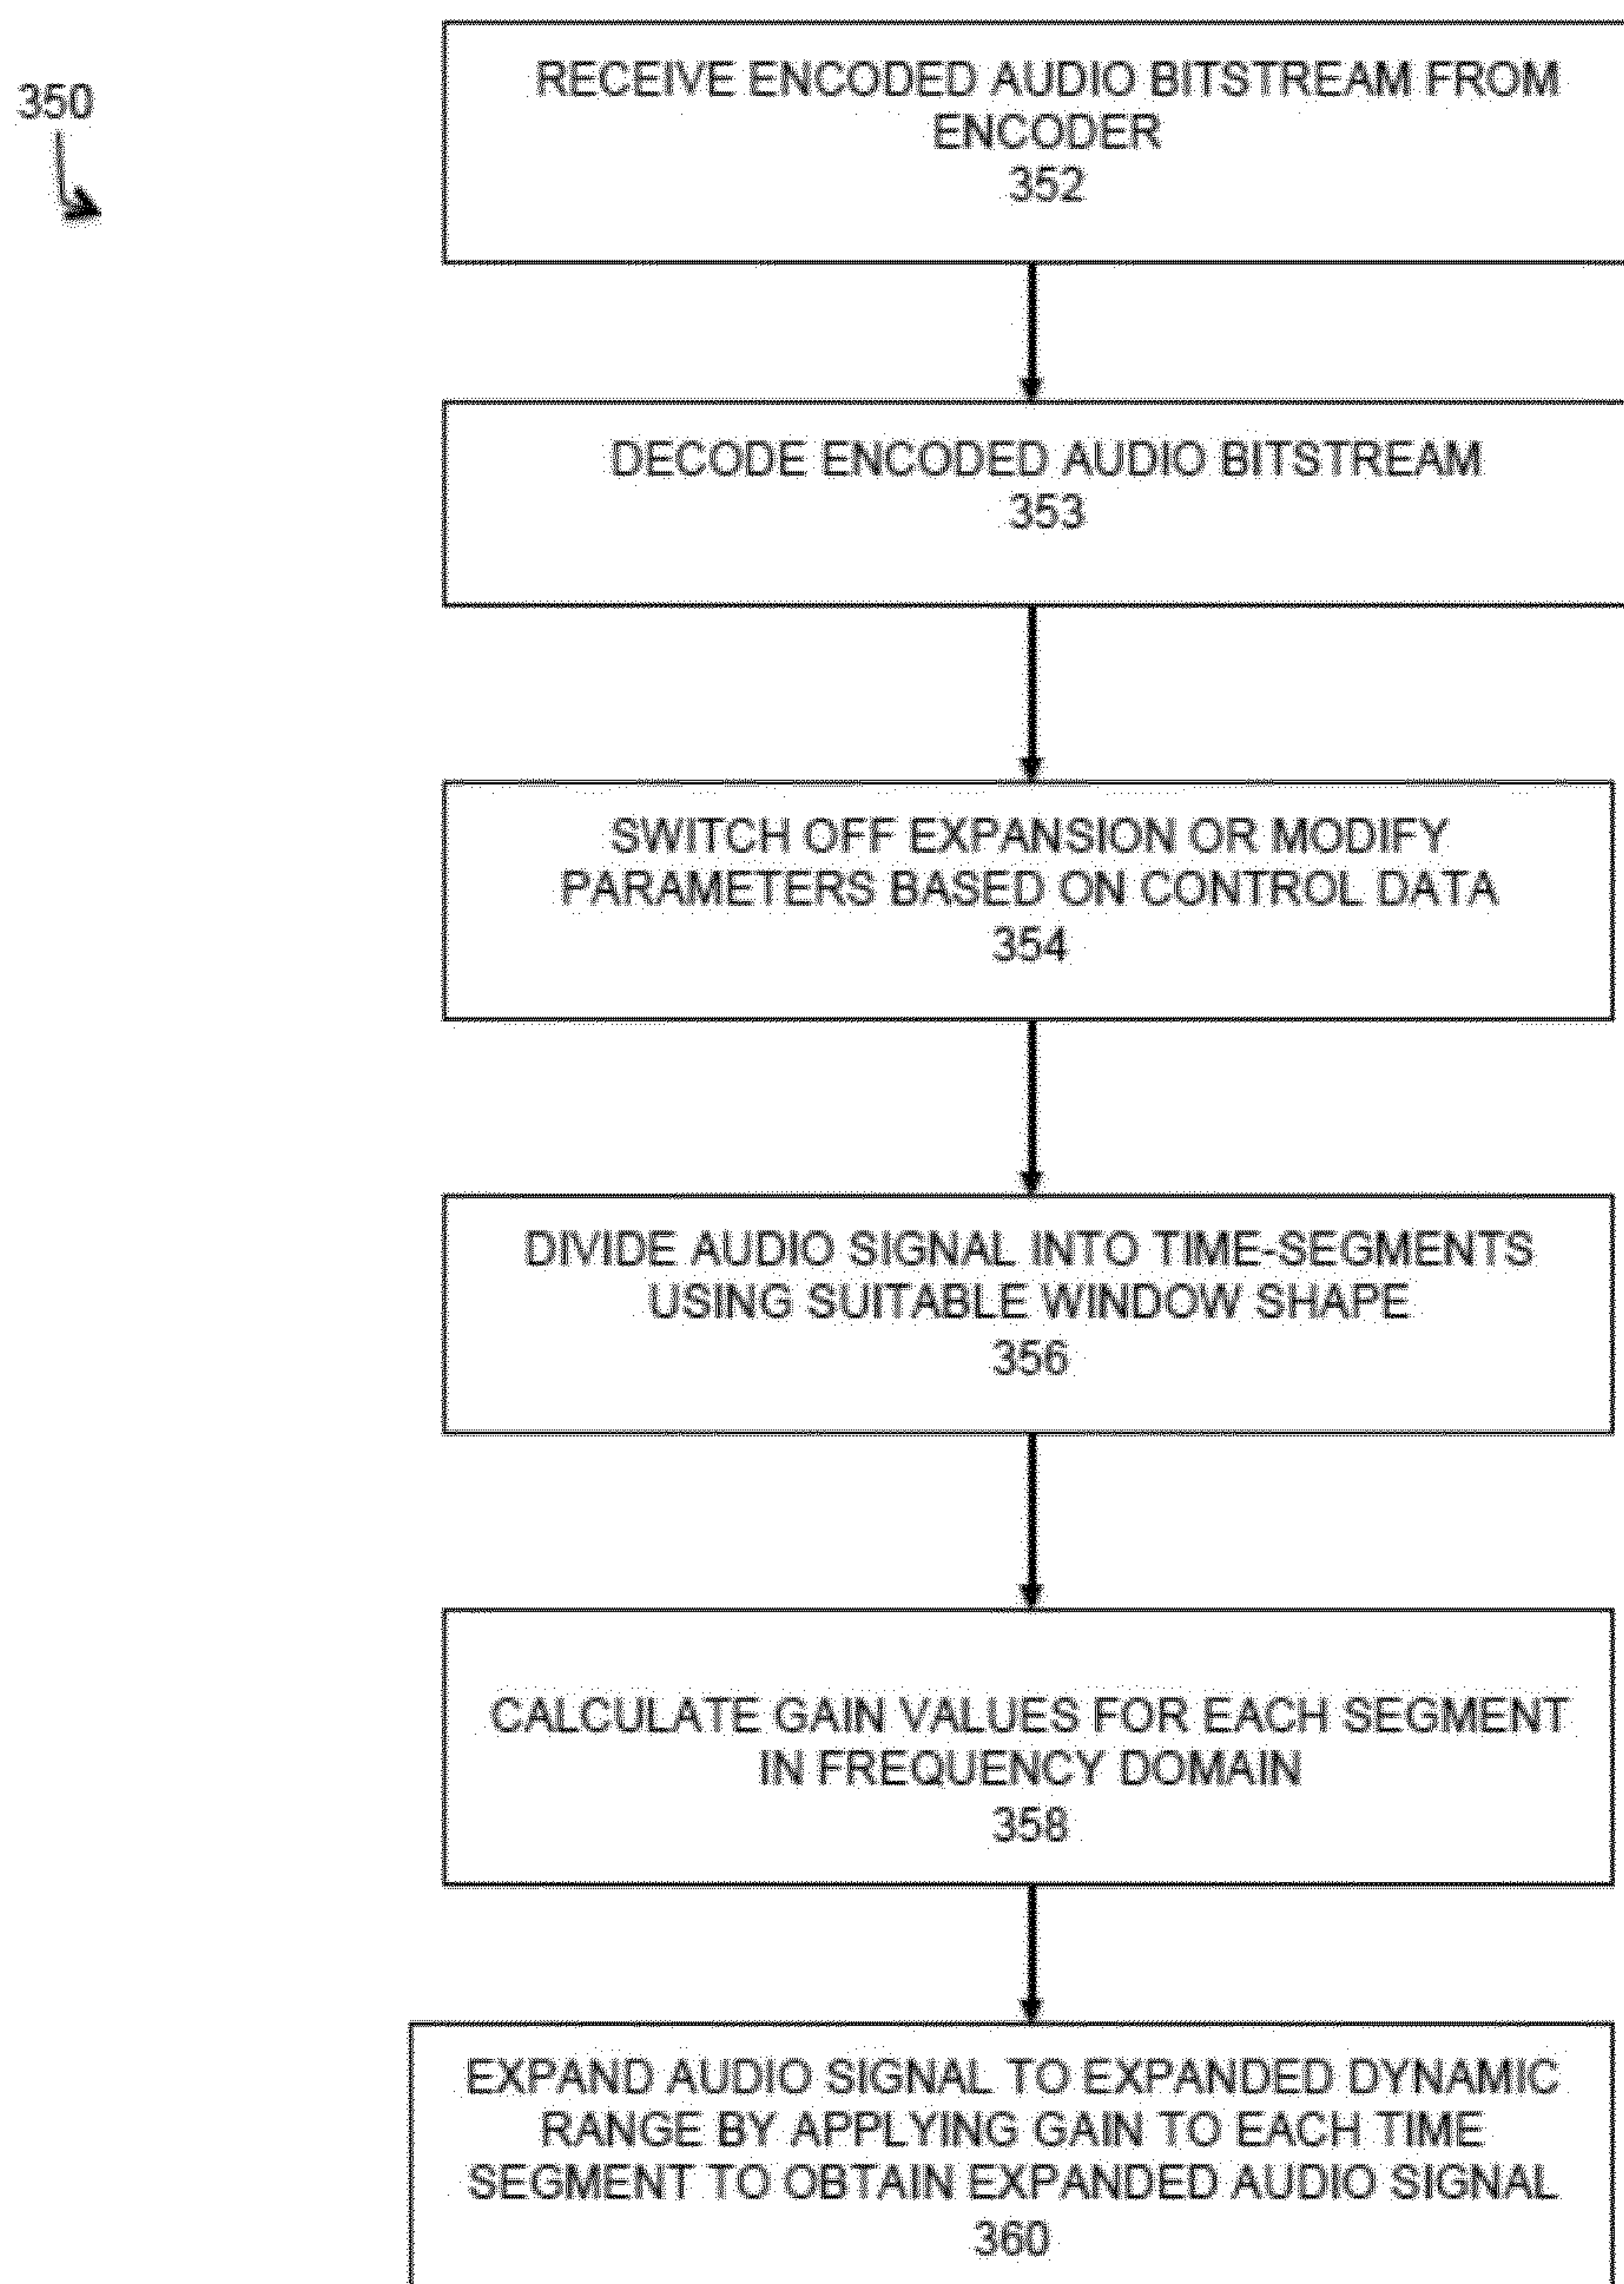 350
RECEIVE ENCODED AUDIO BITSTREAM FROM
ENCODER
352
DECODE ENCODED AUDIO BITSTREAM
353
SWITCH OFF EXPANSION OR MODIFY
PARAMETERS BASED ON CONTROL DATA
354
DIVIDE AUDIO SIGNAL INTO TIME-SEGMENTS
USING SUITABLE WINDOW SHAPE
356
CALCULATE GAIN VALUES FOR EACH SEGMENT
IN FREQUENCY DOMAIN
358
EXPAND AUDIO SIGNAL TO EXPANDED DYNAMIC
RANGE BY APPLYING GAIN TO EACH TIME
SEGMENT TO OBTAIN EXPANDED AUDIO SIGNAL
360